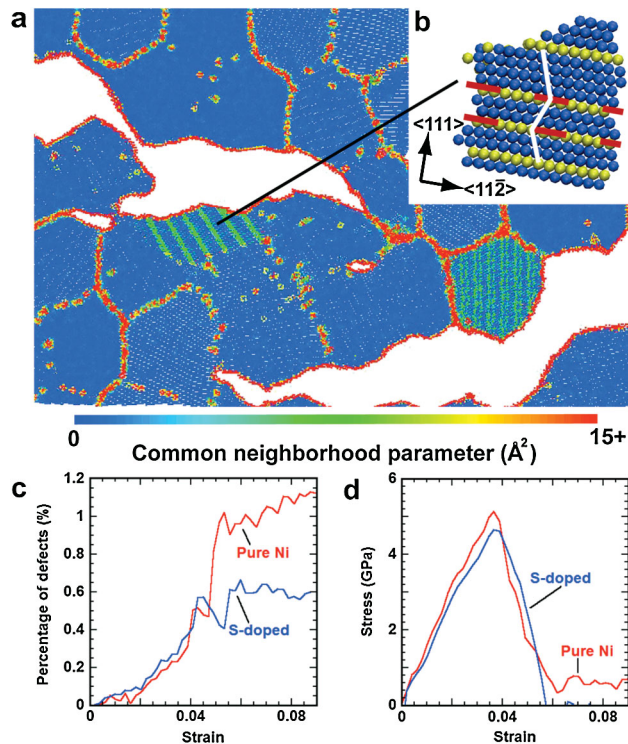 a
b
<111>
<112̄>
0
15+
Common neighborhood parameter (Å²)
c
d
1.2
1
0.8
0.6
0.4
0.2
0
Percentage of defects (%)
Pure Ni
S-doped
0.04
0.08
Strain
6
4
2
0
Stress (GPa)
S-doped
Pure Ni
0
0.04
0.08
Strain